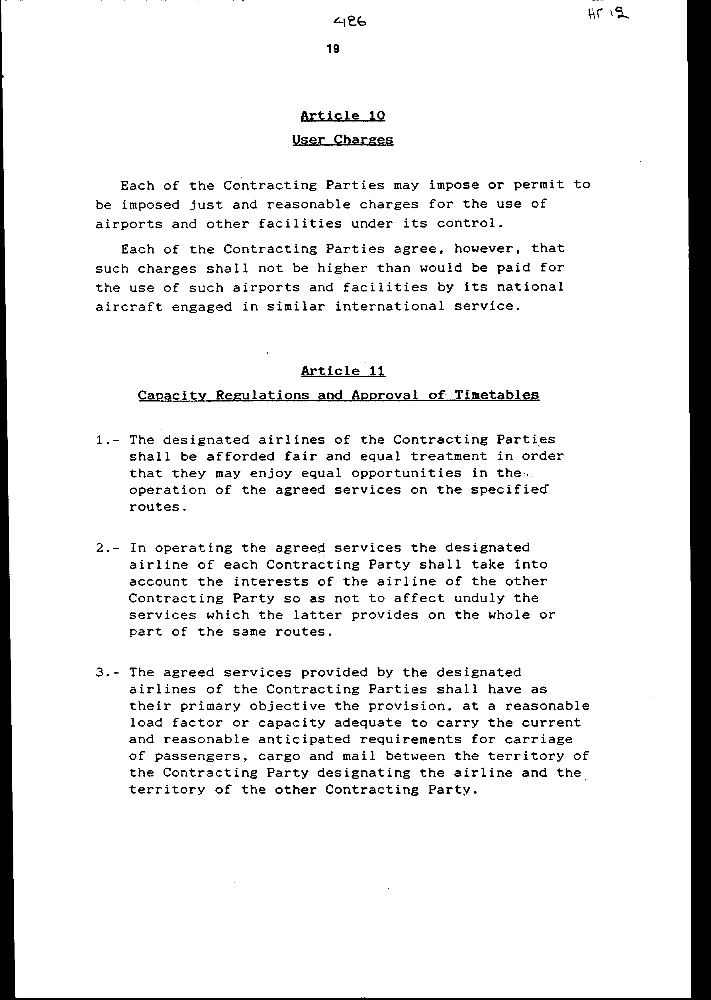 426
19
Article 10
User Charges
Each of the Contracting Parties may impose or permit to
be imposed just and reasonable charges for the use of
airports and other facilities under its control.
Each of the Contracting Parties agree, however, that
such charges shall not be higher than would be paid for
the use of such airports and facilities by its national
aircraft engaged in similar international service.
Article 11
Capacity Regulations and Approval of Timetables
1.- The designated airlines of the Contracting Parties
shall be afforded fair and equal treatment in order
that they may enjoy equal opportunities in the
operation of the agreed services on the specified
routes.
2.- In operating the agreed services the designated
airline of each Contracting Party shall take into
account the interests of the airline of the other
Contracting Party so as not to affect unduly the
services which the latter provides on the whole or
part of the same routes.
3.- The agreed services provided by the designated
airlines of the Contracting Parties shall have as
their primary objective the provision, at a reasonable
load factor or capacity adequate to carry the current
and reasonable anticipated requirements for carriage
of passengers, cargo and mail between the territory of
the Contracting Party designating the airline and the
territory of the other Contracting Party.